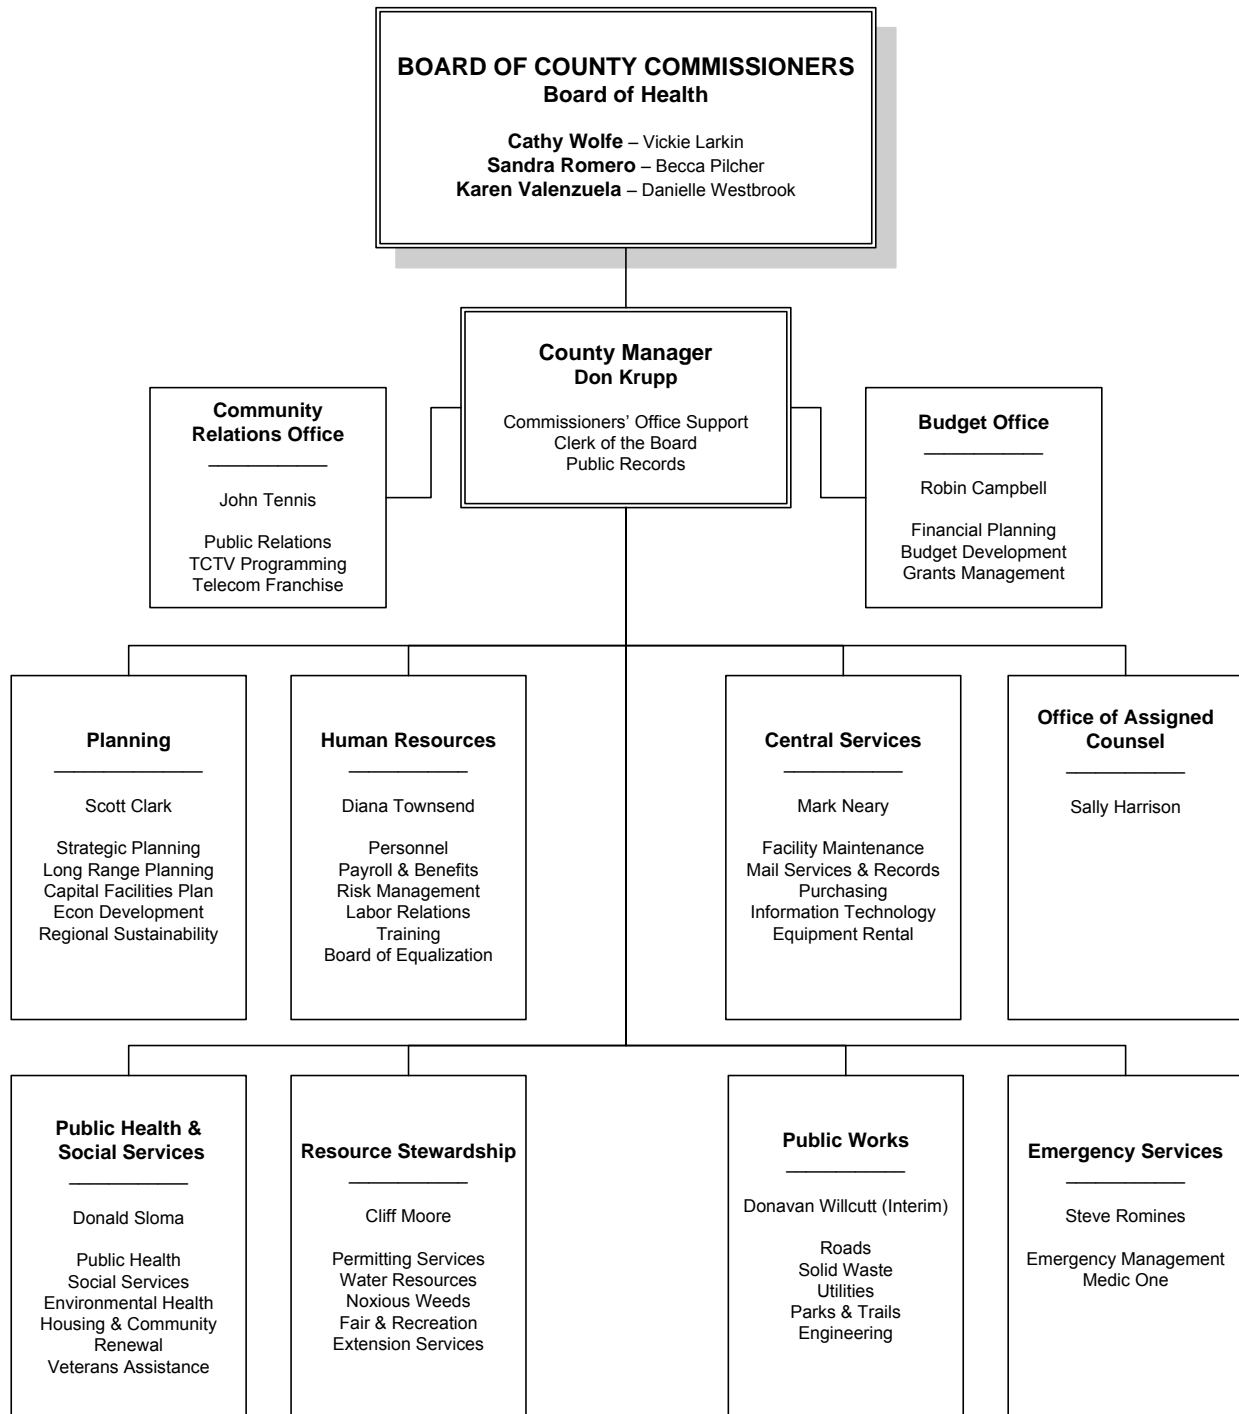 BOARD OF COUNTY COMMISSIONERS
Board of Health
Cathy Wolfe – Vickie Larkin
Sandra Romero – Becca Pilcher
Karen Valenzuela – Danielle Westbrook
County Manager
Don Krupp
Commissioners' Office Support
Clerk of the Board
Public Records
Community
Relations Office
John Tennis
Public Relations
TCTV Programming
Telecom Franchise
Budget Office
Robin Campbell
Financial Planning
Budget Development
Grants Management
Planning
Scott Clark
Strategic Planning
Long Range Planning
Capital Facilities Plan
Econ Development
Regional Sustainability
Human Resources
Diana Townsend
Personnel
Payroll & Benefits
Risk Management
Labor Relations
Training
Board of Equalization
Central Services
Mark Neary
Facility Maintenance
Mail Services & Records
Purchasing
Information Technology
Equipment Rental
Office of Assigned
Counsel
Sally Harrison
Public Health &
Social Services
Donald Sloma
Public Health
Social Services
Environmental Health
Housing & Community
Renewal
Veterans Assistance
Resource Stewardship
Cliff Moore
Permitting Services
Water Resources
Noxious Weeds
Fair & Recreation
Extension Services
Public Works
Donavan Willcutt (Interim)
Roads
Solid Waste
Utilities
Parks & Trails
Engineering
Emergency Services
Steve Romines
Emergency Management
Medic One